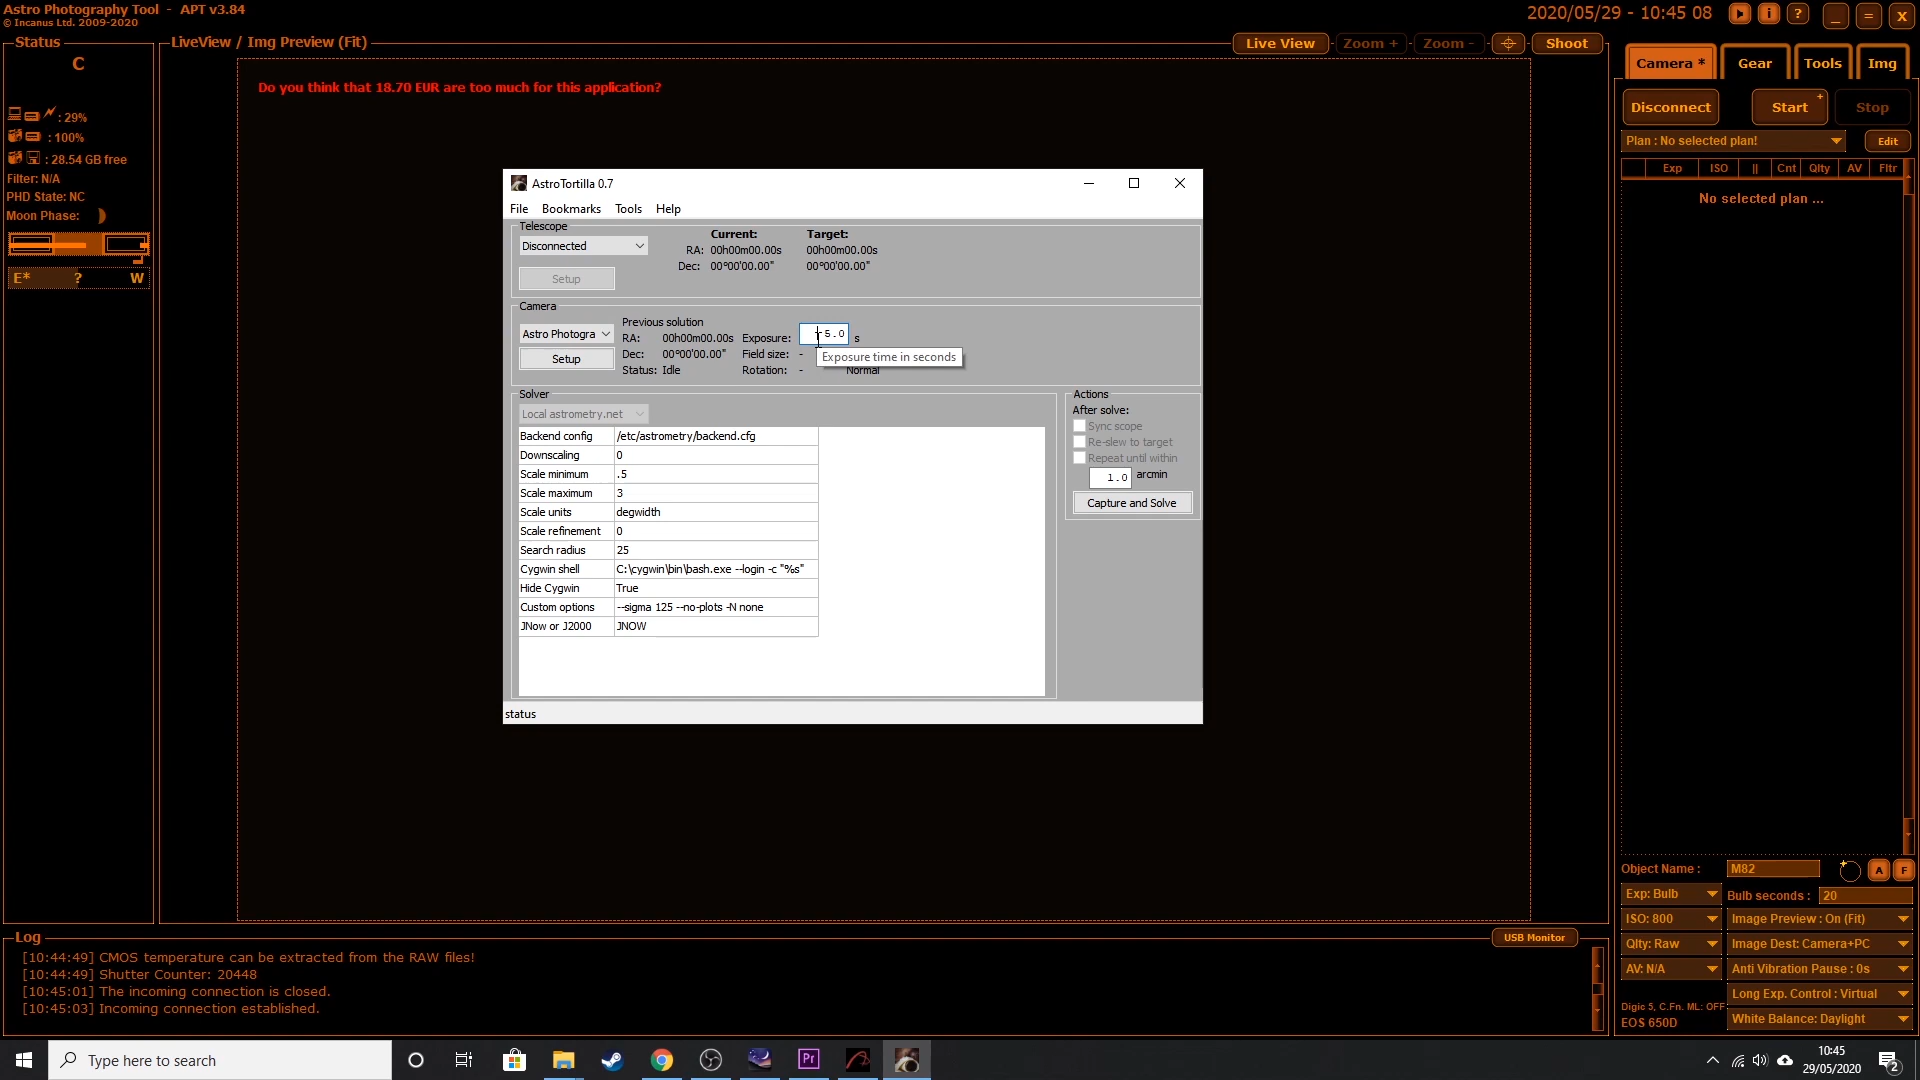 Astro Photography Tool - APT v3.84
© Incanus Ltd. 2009-2020
2020/05/29 - 10:45 08
i
?
_
=
X
Status
C
: 29%
: 100%
: 28.54 GB free
Filter: N/A
PHD State: NC
Moon Phase:
E*
?
W
LiveView / Img Preview (Fit)
Live View
Zoom +
Zoom -
Shoot
Do you think that 18.70 EUR are too much for this application?
AstroTortilla 0.7
File
Bookmarks
Tools
Help
Telescope
Disconnected
Setup
Current:
Target:
RA: 00h00m00.00s 00h00m00.00s
Dec: 00°00'00.00" 00°00'00.00"
Camera
Astro Photogra
Setup
Previous solution
RA: 00h00m00.00s Exposure: 5.0 s
Dec: 00°00'00.00" Field size: -
Exposure time in seconds
Status: Idle Rotation: - Normal
Solver
Local astrometry.net
Backend config /etc/astrometry/backend.cfg
Downscaling 0
Scale minimum .5
Scale maximum 3
Scale units degwidth
Scale refinement 0
Search radius 25
Cygwin shell C:\cygwin\bin\bash.exe --login -c "%s"
Hide Cygwin True
Custom options --sigma 125 --no-plots -N none
JNow or J2000 JNOW
Actions
After solve:
Sync scope
Re-slew to target
Repeat until within
1.0 arcmin
Capture and Solve
status
Camera *
Gear
Tools
Img
Disconnect
Start +
Stop
Plan : No selected plan!
Edit
Exp ISO || Cnt Qlty AV Fltr
No selected plan ...
Object Name : M82
A
F
Exp: Bulb
Bulb seconds : 20
ISO: 800
Image Preview : On (Fit)
Qlty: Raw
Image Dest: Camera+PC
AV: N/A
Anti Vibration Pause : 0s
Long Exp. Control : Virtual
Digic 5, C.Fn. ML: OFF
EOS 650D
White Balance: Daylight
Log
USB Monitor
[10:44:49] CMOS temperature can be extracted from the RAW files!
[10:44:49] Shutter Counter: 20448
[10:45:01] The incoming connection is closed.
[10:45:03] Incoming connection established.
Type here to search
Pr
10:45
29/05/2020
2